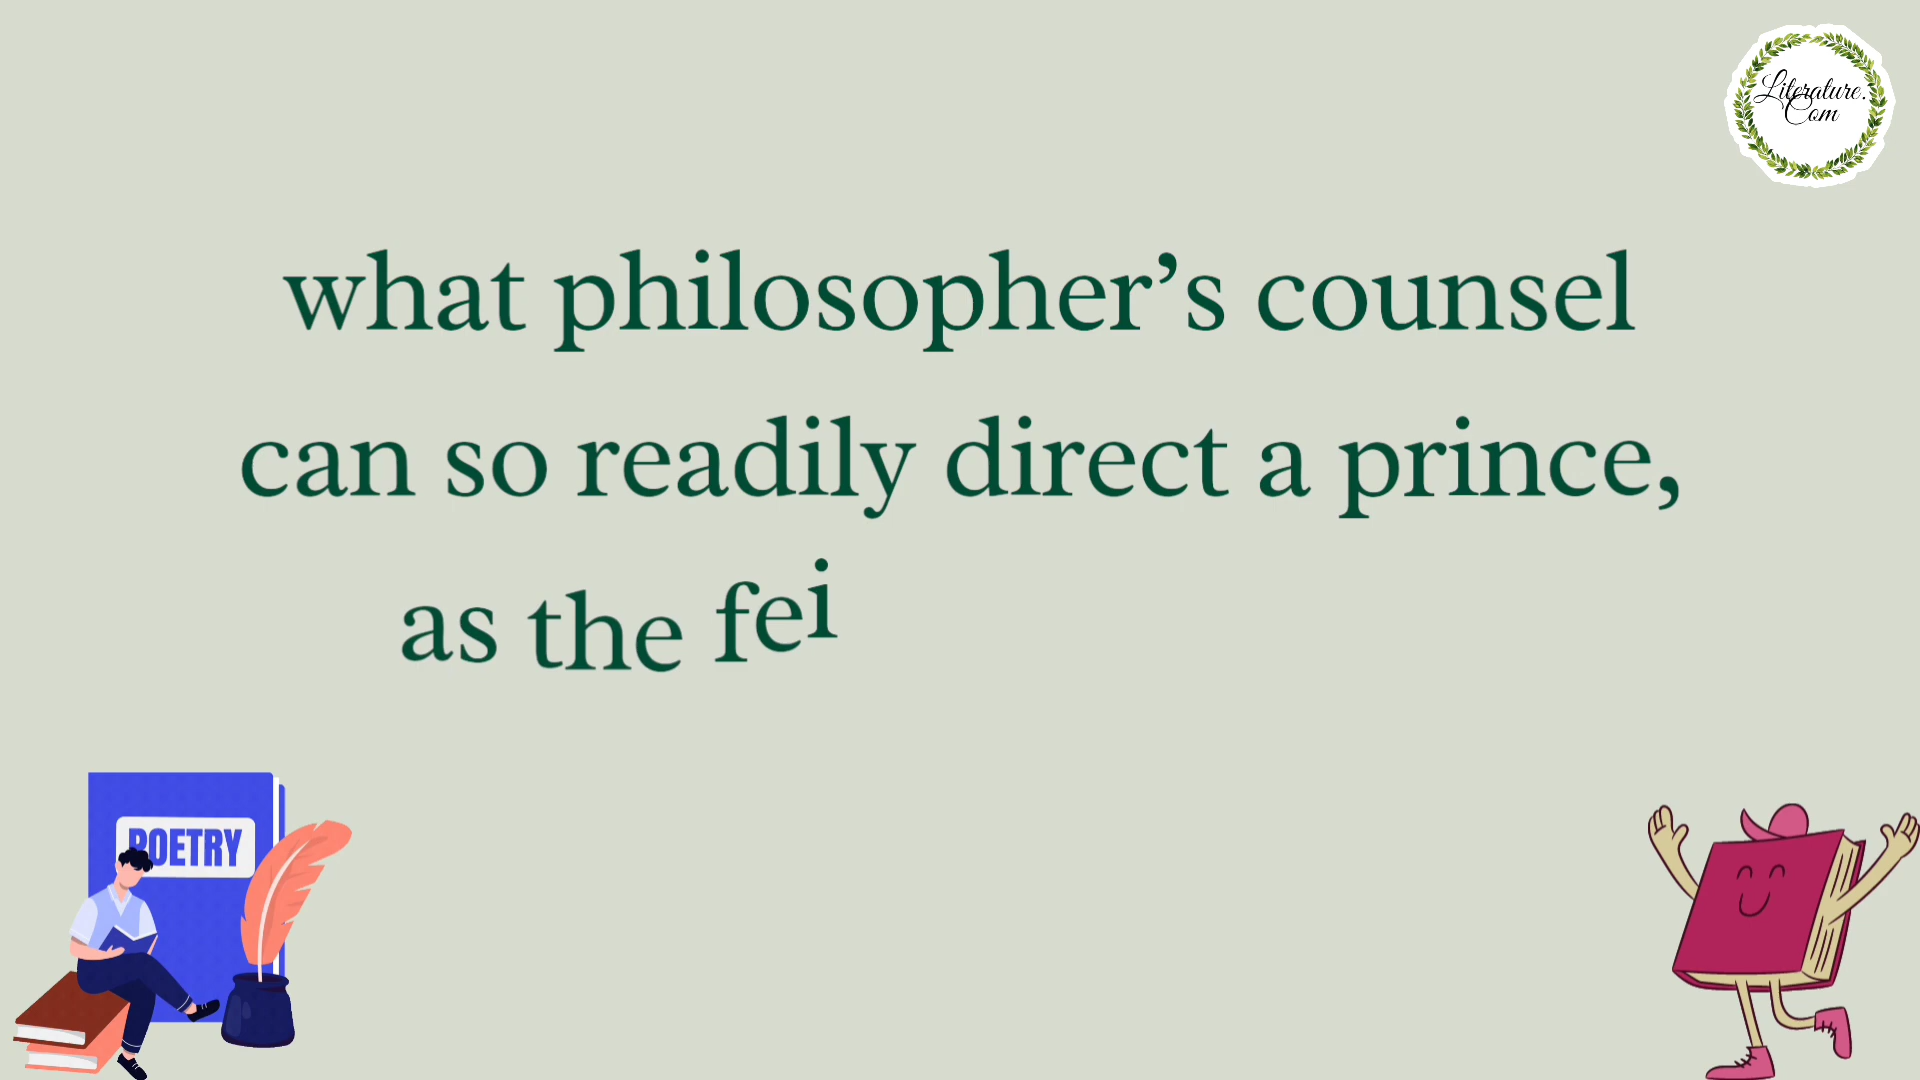 Literature.
Com
what philosopher’s counsel
can so readily direct a prince,
as the fei
POETRY